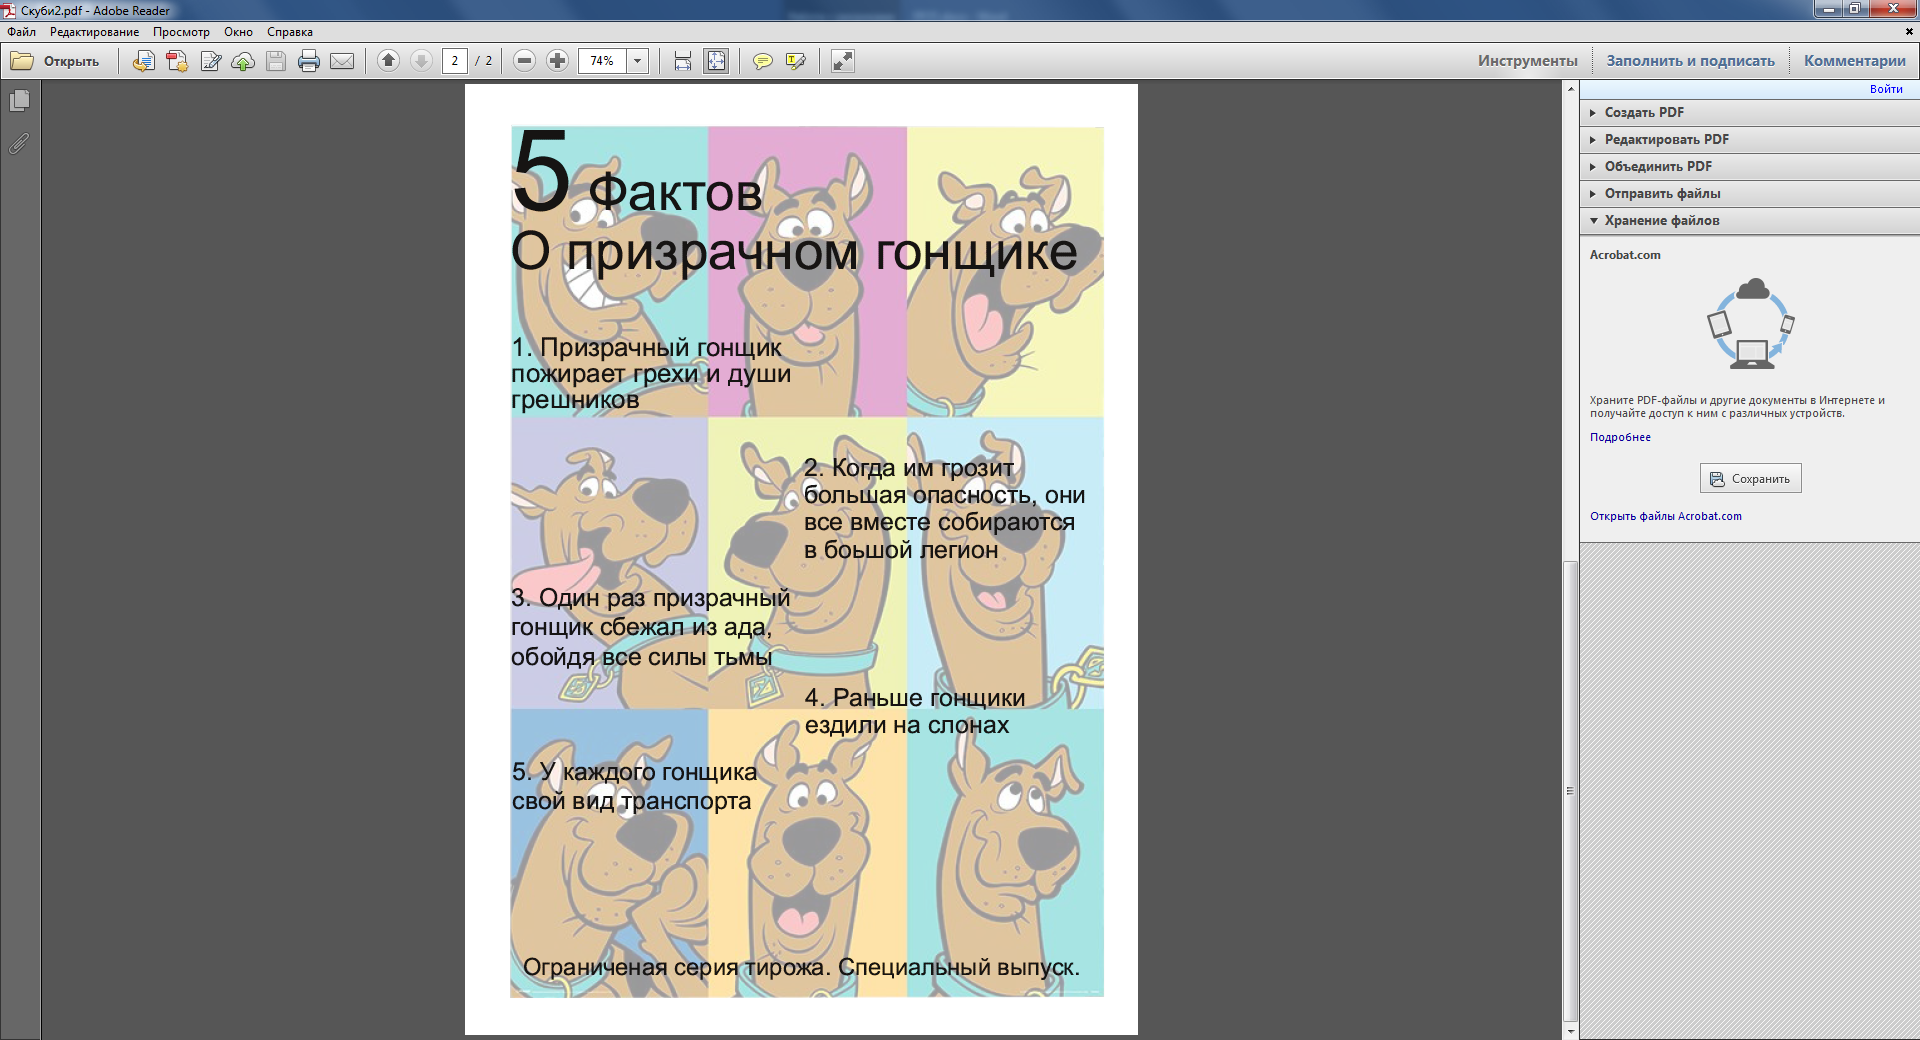 Скуби2.pdf - Adobe Reader
Файл Редактирование Просмотр Окно Справка
Открыть 2 / 2 74% Инструменты Заполнить и подписать Комментарии
Войти
Создать PDF
Редактировать PDF
Объединить PDF
Отправить файлы
Хранение файлов
Acrobat.com
Храните PDF-файлы и другие документы в Интернете и
получайте доступ к ним с различных устройств.
Подробнее
Сохранить
Открыть файлы Acrobat.com
5 Фактов
О призрачном гонщике
1. Призрачный гонщик
пожирает грехи и души
грешников
2. Когда им грозит
большая опасность, они
все вместе собираются
в боьшой легион
3. Один раз призрачный
гонщик сбежал из ада,
обойдя все силы тьмы
4. Раньше гонщики
ездили на слонах
5. У каждого гонщика
свой вид транспорта
Ограниченая серия тирожа. Специальный выпуск.